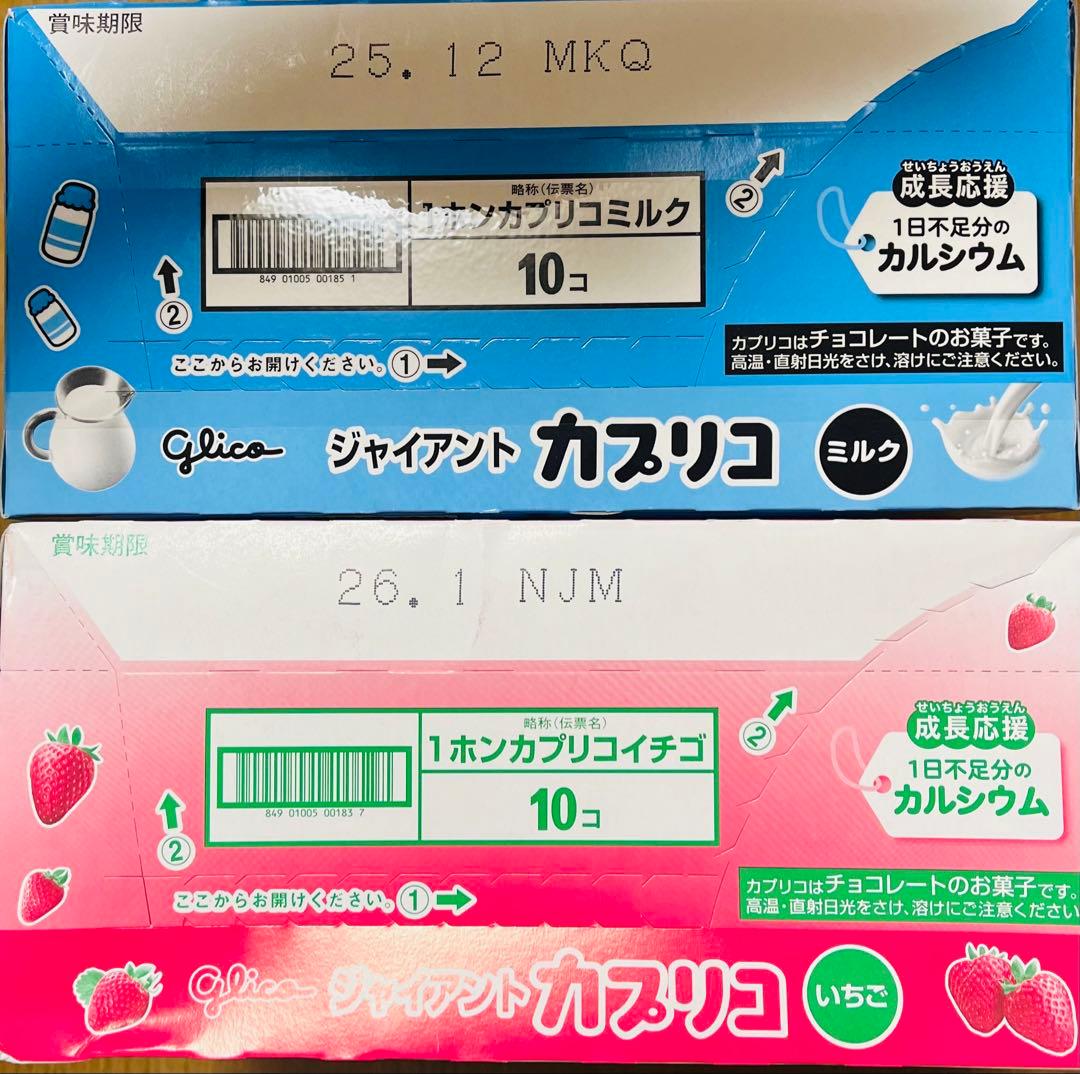 賞味期限
25. 12 MKQ
略称(伝票名)
1ホンカプリコミルク
849 01005 00185 1
10コ
②
②
せいちょうおうえん
成長応援
1日不足分の
カルシウム
カプリコはチョコレートのお菓子です。
高温・直射日光をさけ、溶けにご注意ください。
ここからお開けください。①
glico ジャイアント カプリコ ミルク
賞味期限
26. 1 NJM
略称(伝票名)
1ホンカプリコイチゴ
849 01005 00183 7
10コ
②
②
せいちょうおうえん
成長応援
1日不足分の
カルシウム
カプリコはチョコレートのお菓子です。
高温・直射日光をさけ、溶けにご注意ください
ここからお開けください。①
glico ジャイアント カプリコ いちご